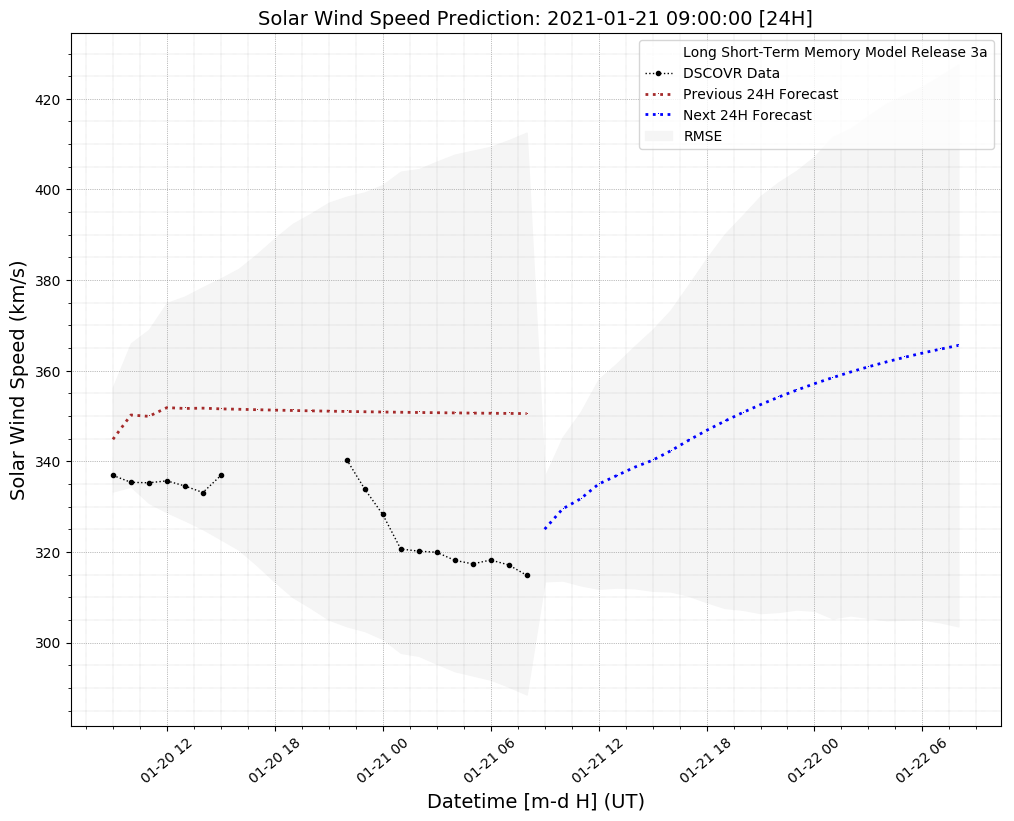 Solar Wind Speed Prediction: 2021-01-21 09:00:00 [24H]
Long Short-Term Memory Model Release 3a
DSCOVR Data
Previous 24H Forecast
Next 24H Forecast
RMSE
Solar Wind Speed (km/s)
420
400
380
360
340
320
300
01-20 12
01-20 18
01-21 00
01-21 06
01-21 12
01-21 18
01-22 00
01-22 06
Datetime [m-d H] (UT)